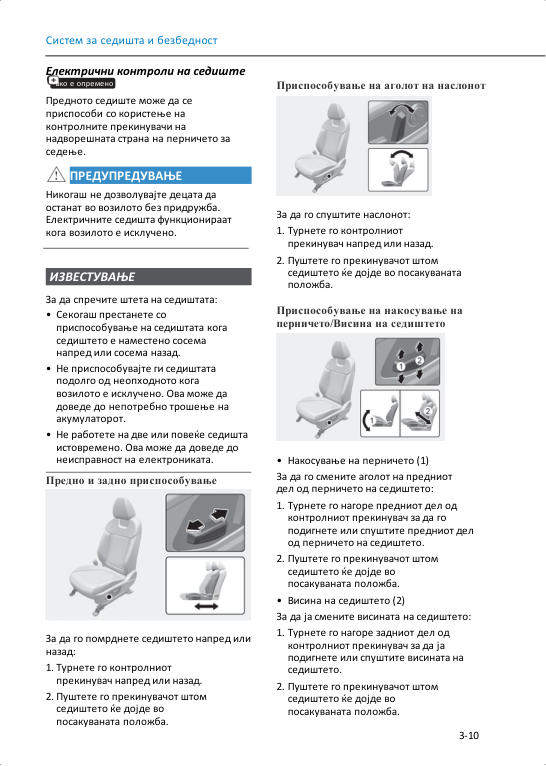 Систем за седишта и безбедност
Електрични контроли на седиште
ако е опремено
Предното седиште може да се
приспособи со користење на
контролните прекинувачи на
надворешната страна на перничето за
седење.
ПРЕДУПРЕДУВАЊЕ
Никогаш не дозволувајте децата да
останат во возилото без придружба.
Електричните седишта функционираат
кога возилото е исклучено.
ИЗВЕСТУВАЊЕ
За да спречите штета на седиштата:
• Секогаш престанете со
приспособување на седиштата кога
седиштето е наместено сосема
напред или сосема назад.
• Не приспособувајте ги седиштата
подолго од неопходното кога
возилото е исклучено. Ова може да
доведе до непотребно трошење на
акумулаторот.
• Не работете на две или повеќе седишта
истовремено. Ова може да доведе до
неисправност на електрониката.
Предно и задно приспособување
За да го помрднете седиштето напред или
назад:
1. Турнете го контролниот
прекинувач напред или назад.
2. Пуштете го прекинувачот штом
седиштето ќе дојде во
посакуваната положба.
Приспособување на аголот на наслонот
За да го спуштите наслонот:
1. Турнете го контролниот
прекинувач напред или назад.
2. Пуштете го прекинувачот штом
седиштето ќе дојде во посакуваната
положба.
Приспособување на накосување на
перничето/Висина на седиштето
1
2
1
2
• Накосување на перничето (1)
За да го смените аголот на предниот
дел од перничето на седиштето:
1. Турнете го нагоре предниот дел од
контролниот прекинувач за да го
подигнете или спуштите предниот дел
од перничето на седиштето.
2. Пуштете го прекинувачот штом
седиштето ќе дојде во
посакуваната положба.
• Висина на седиштето (2)
За да ја смените висината на седиштето:
1. Турнете го нагоре задниот дел од
контролниот прекинувач за да ја
подигнете или спуштите висината на
седиштето.
2. Пуштете го прекинувачот штом
седиштето ќе дојде во
посакуваната положба.
3-10